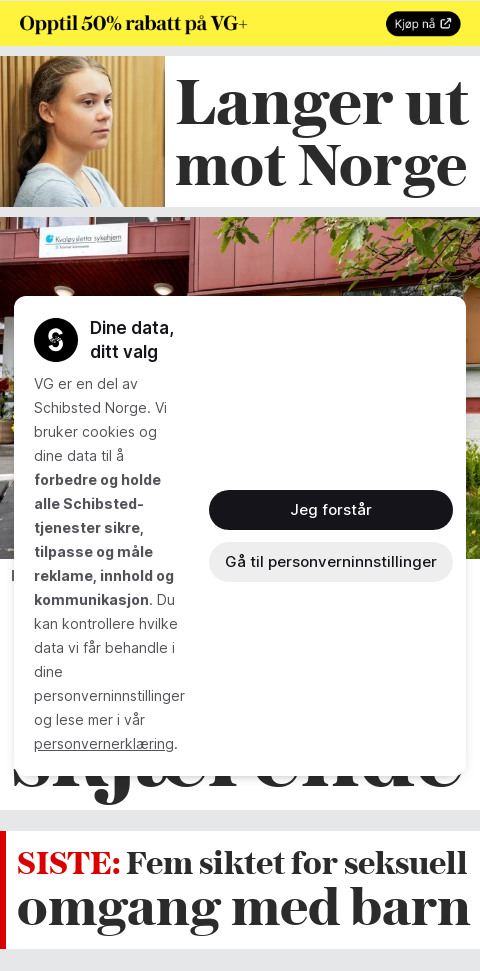 Opptil 50% rabatt på VG+
Kjøp nå
Langer ut
mot Norge
Kvaløysletta sykehjem
Dine data,
ditt valg
VG er en del av
Schibsted Norge. Vi
bruker cookies og
dine data til å
forbedre og holde
alle Schibsted-
tjenester sikre,
tilpasse og måle
reklame, innhold og
kommunikasjon. Du
kan kontrollere hvilke
data vi får behandle i
dine
personverninnstillinger
og lese mer i vår
personvernerklæring.
Jeg forstår
Gå til personverninnstillinger
SISTE: Fem siktet for seksuell
omgang med barn